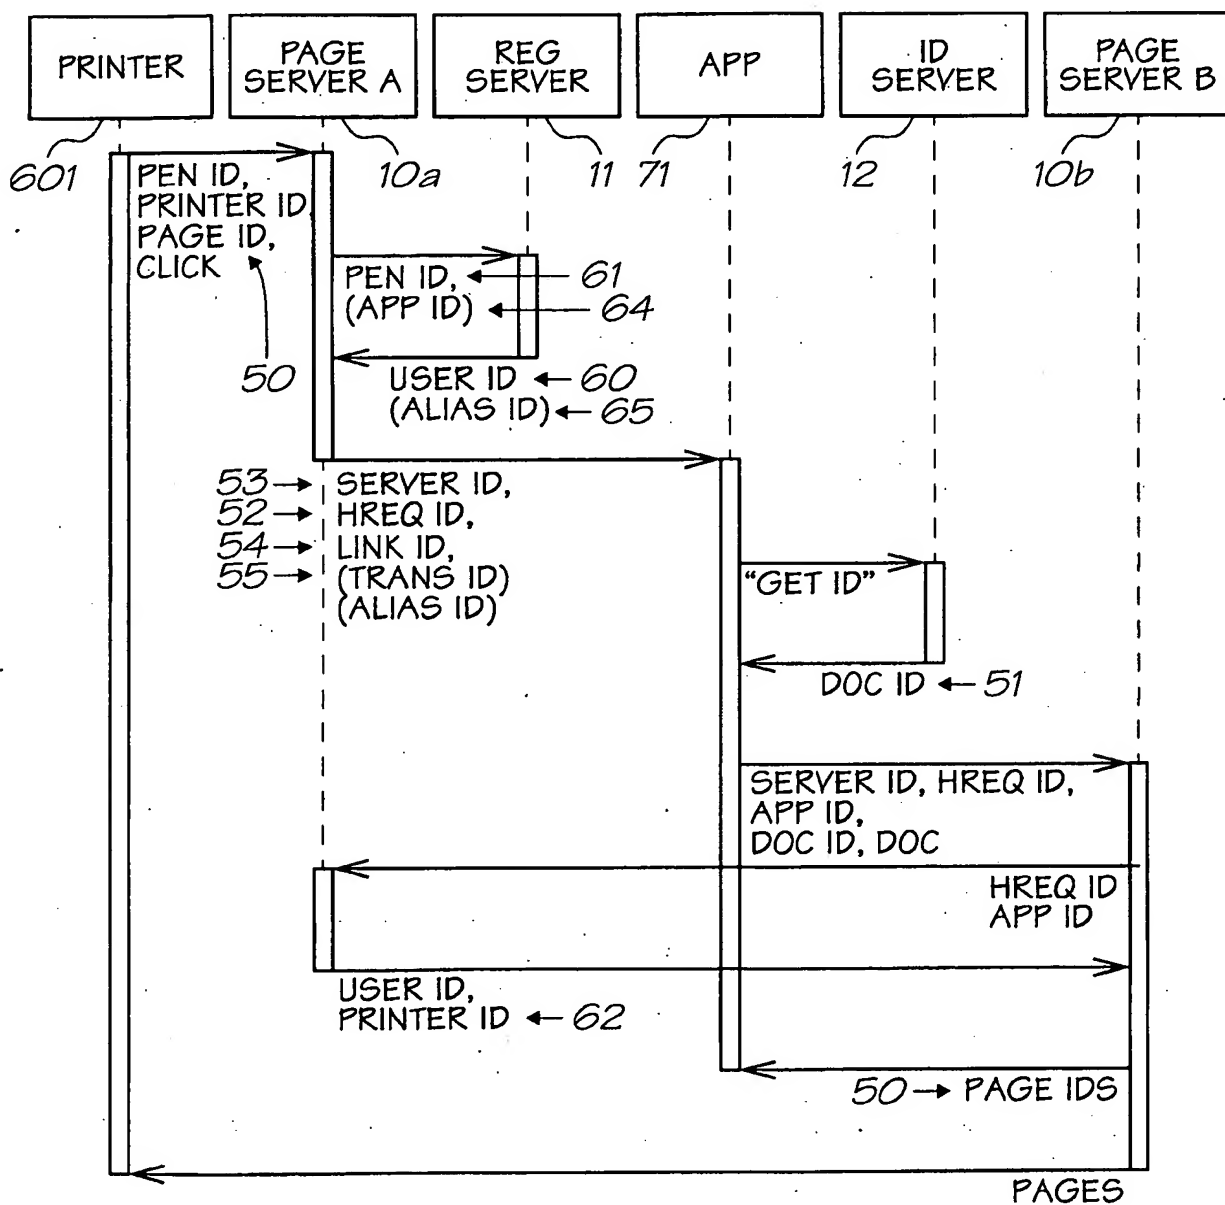 PRINTER
PAGE
SERVER A
REG
SERVER
APP
ID
SERVER
PAGE
SERVER B
601
10a
11
71
12
10b
PEN ID,
PRINTER ID,
PAGE ID,
CLICK
50
PEN ID, 61
(APP ID) 64
USER ID 60
(ALIAS ID) 65
53 SERVER ID,
52 HREQ ID,
54 LINK ID,
55 (TRANS ID)
(ALIAS ID)
"GET ID"
DOC ID 51
SERVER ID, HREQ ID,
APP ID,
DOC ID, DOC
HREQ ID
APP ID
USER ID,
PRINTER ID 62
50 PAGE IDS
PAGES